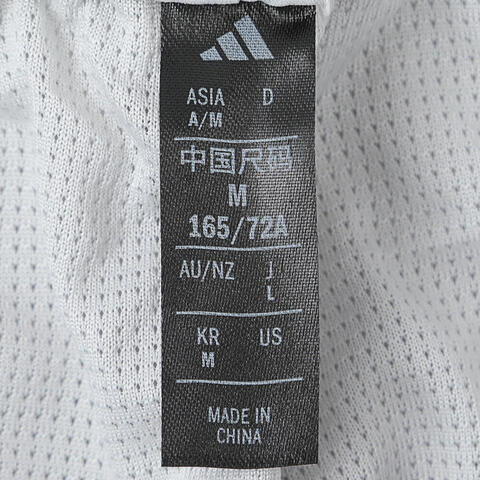 ASIA D
A/M
中国尺码
M
165/72A
AU/NZ J
L
KR US
M
MADE IN
CHINA